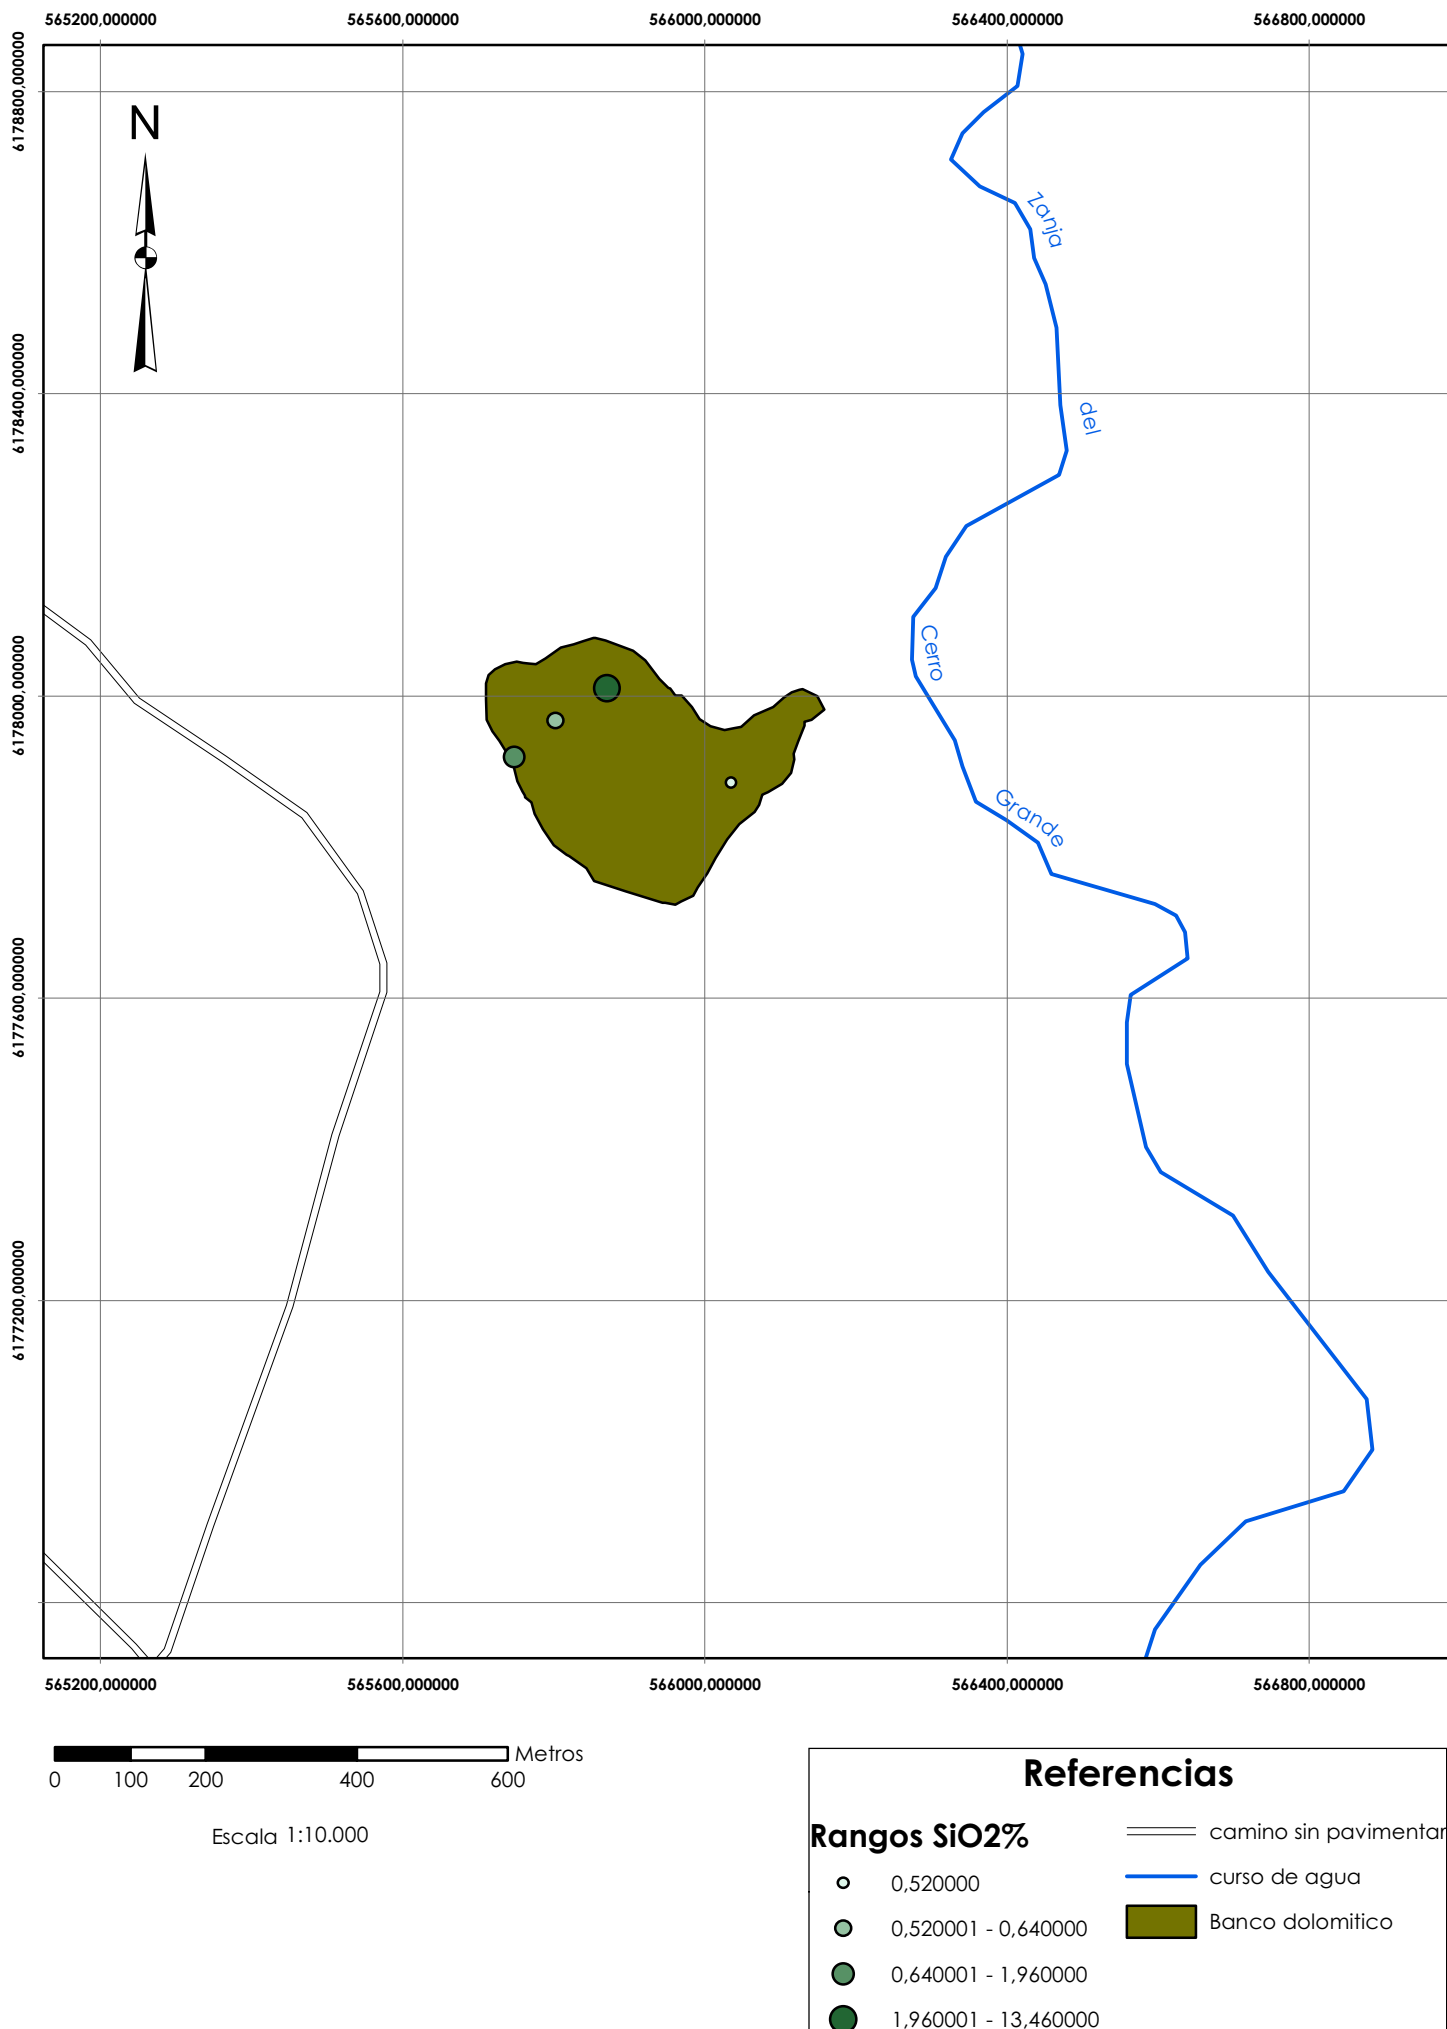 565200,000000 565600,000000 566000,000000 566400,000000 566800,000000
6178800,000000
N
Zanja
6178400,000000
del
Cerro
6178000,000000
Grande
6177600,000000
6177200,000000
565200,000000 565600,000000 566000,000000 566400,000000 566800,000000
Metros
0 100 200 400 600
Escala 1:10.000
Referencias
Rangos SiO2%
0,520000
0,520001 - 0,640000
0,640001 - 1,960000
1,960001 - 13,460000
camino sin pavimentar
curso de agua
Banco dolomitico